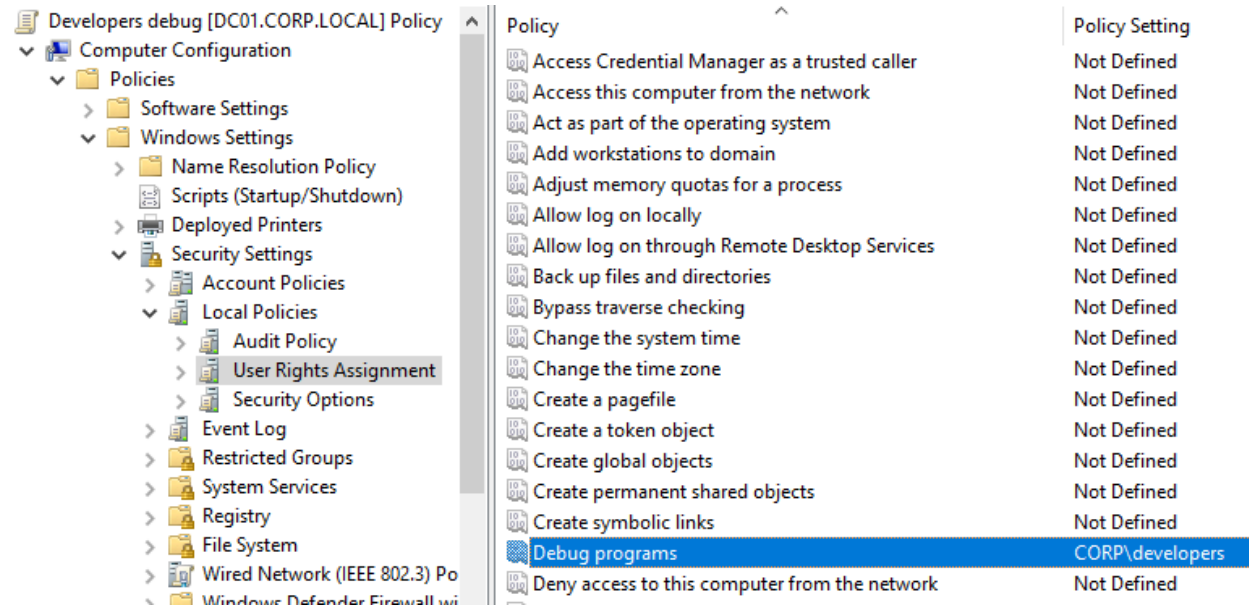 Developers debug [DC01.CORP.LOCAL] Policy
Computer Configuration
Policies
Software Settings
Windows Settings
Name Resolution Policy
Scripts (Startup/Shutdown)
Deployed Printers
Security Settings
Account Policies
Local Policies
Audit Policy
User Rights Assignment
Security Options
Event Log
Restricted Groups
System Services
Registry
File System
Wired Network (IEEE 802.3) Po
Windows Defender Firewall wi
Policy Policy Setting
Access Credential Manager as a trusted caller Not Defined
Access this computer from the network Not Defined
Act as part of the operating system Not Defined
Add workstations to domain Not Defined
Adjust memory quotas for a process Not Defined
Allow log on locally Not Defined
Allow log on through Remote Desktop Services Not Defined
Back up files and directories Not Defined
Bypass traverse checking Not Defined
Change the system time Not Defined
Change the time zone Not Defined
Create a pagefile Not Defined
Create a token object Not Defined
Create global objects Not Defined
Create permanent shared objects Not Defined
Create symbolic links Not Defined
Debug programs CORP\developers
Deny access to this computer from the network Not Defined